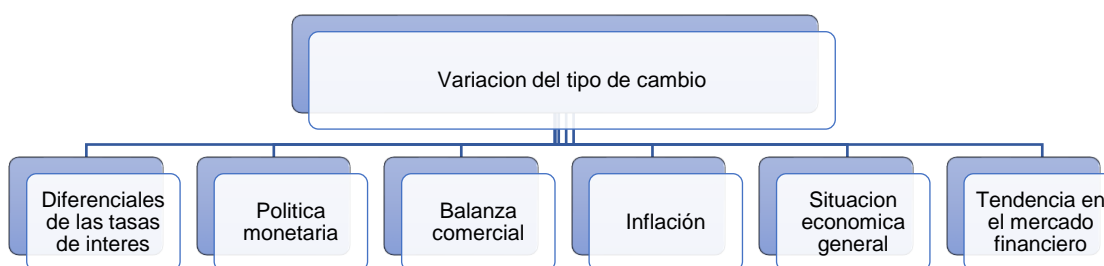 Variacion del tipo de cambio
Diferenciales
de las tasas
de interes
Politica
monetaria
Balanza
comercial
Inflación
Situacion
economica
general
Tendencia en
el mercado
financiero